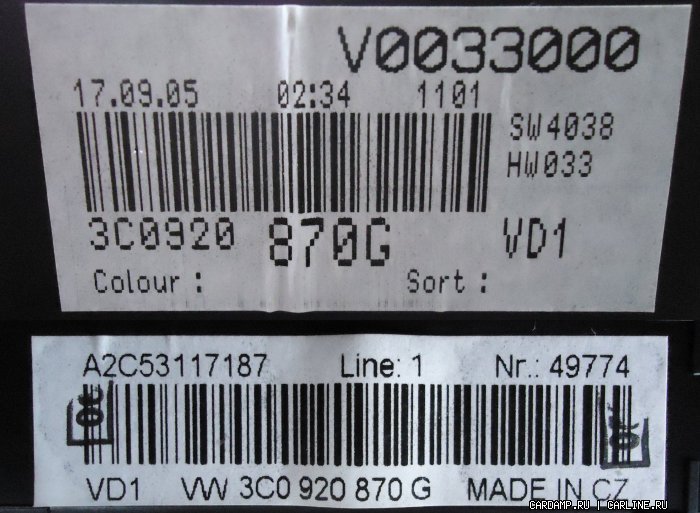 V0033000
17.09.05 02:34 1101
SW4038
HW033
3C0920 870G VD1
Colour : Sort :
A2C53117187 Line: 1 Nr.: 49774
VD1 VW 3C0 920 870 G MADE IN CZ
CARDAMP.RU | CARLINE.RU